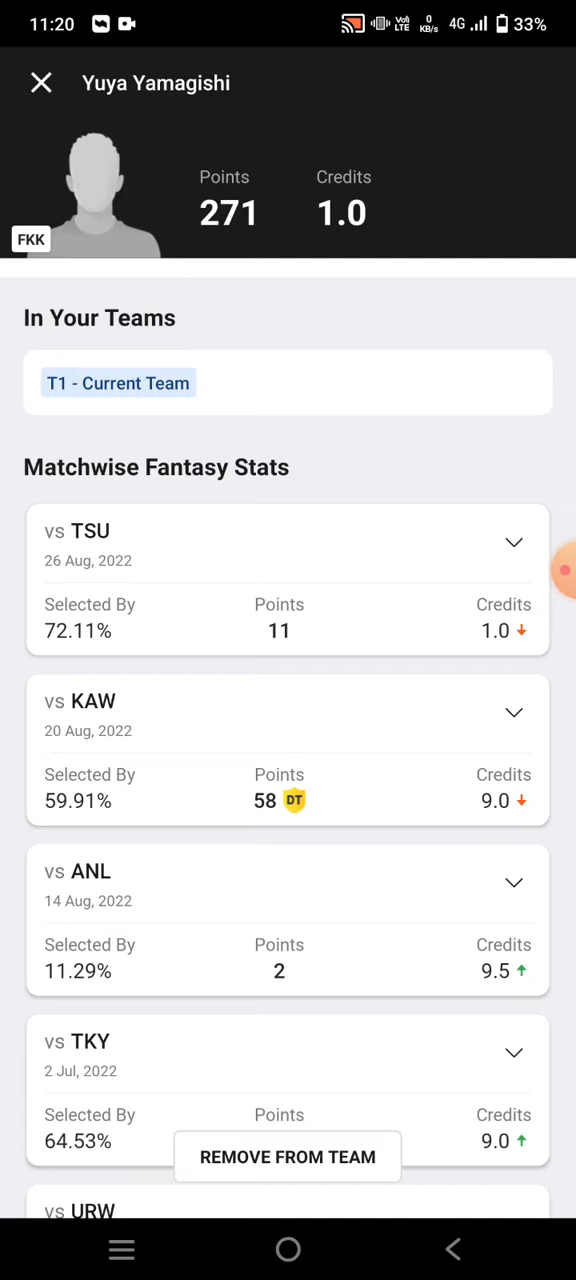 11:20 VoI LTE 0 KB/s 4G 33%
Yuya Yamagishi
Points Credits
271 1.0
FKK
In Your Teams
T1 - Current Team
Matchwise Fantasy Stats
vs TSU
26 Aug, 2022
Selected By Points Credits
72.11% 11 1.0
vs KAW
20 Aug, 2022
Selected By Points Credits
59.91% 58 DT 9.0
vs ANL
14 Aug, 2022
Selected By Points Credits
11.29% 2 9.5
vs TKY
2 Jul, 2022
Selected By Points Credits
64.53% 9.0
REMOVE FROM TEAM
vs URW